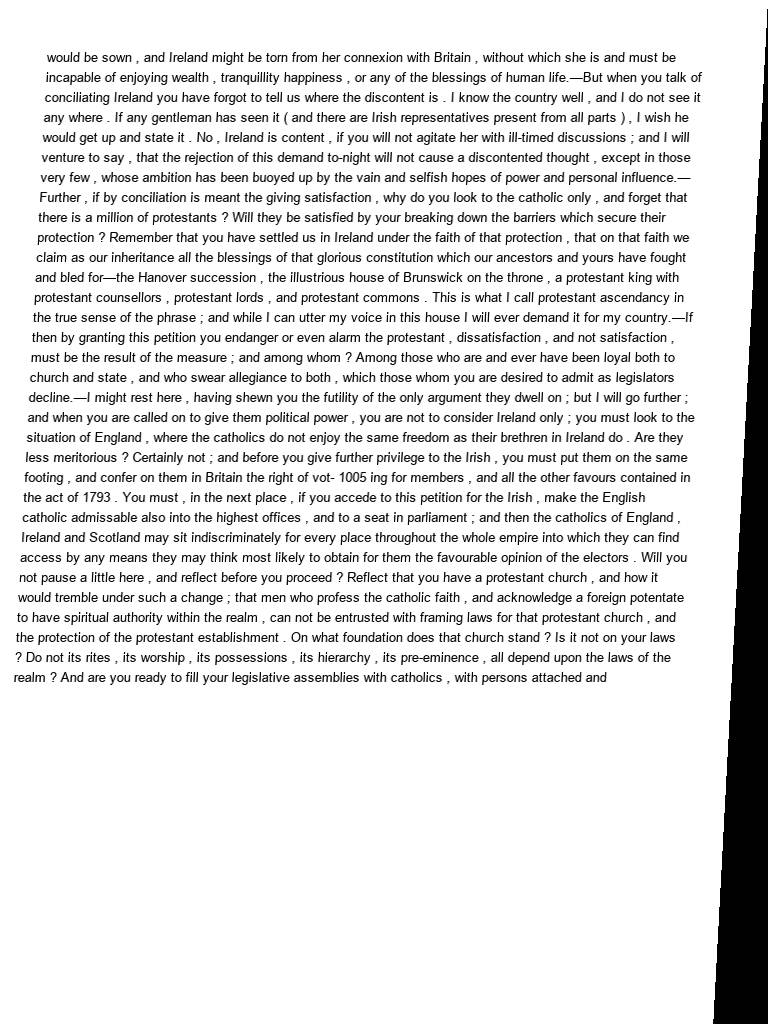 would be sown , and Ireland might be torn from her connexion with Britain , without which she is and must be
incapable of enjoying wealth , tranquillity happiness , or any of the blessings of human life.—But when you talk of
conciliating Ireland you have forgot to tell us where the discontent is . I know the country well , and I do not see it
any where . If any gentleman has seen it ( and there are Irish representatives present from all parts ) , I wish he
would get up and state it . No , Ireland is content , if you will not agitate her with ill-timed discussions ; and I will
venture to say , that the rejection of this demand to-night will not cause a discontented thought , except in those
very few , whose ambition has been buoyed up by the vain and selfish hopes of power and personal influence.—
Further , if by conciliation is meant the giving satisfaction , why do you look to the catholic only , and forget that
there is a million of protestants ? Will they be satisfied by your breaking down the barriers which secure their
protection ? Remember that you have settled us in Ireland under the faith of that protection , that on that faith we
claim as our inheritance all the blessings of that glorious constitution which our ancestors and yours have fought
and bled for—the Hanover succession , the illustrious house of Brunswick on the throne , a protestant king with
protestant counsellors , protestant lords , and protestant commons . This is what I call protestant ascendancy in
the true sense of the phrase ; and while I can utter my voice in this house I will ever demand it for my country.—If
then by granting this petition you endanger or even alarm the protestant , dissatisfaction , and not satisfaction ,
must be the result of the measure ; and among whom ? Among those who are and ever have been loyal both to
church and state , and who swear allegiance to both , which those whom you are desired to admit as legislators
decline.—I might rest here , having shewn you the futility of the only argument they dwell on ; but I will go further ;
and when you are called on to give them political power , you are not to consider Ireland only ; you must look to the
situation of England , where the catholics do not enjoy the same freedom as their brethren in Ireland do . Are they
less meritorious ? Certainly not ; and before you give further privilege to the Irish , you must put them on the same
footing , and confer on them in Britain the right of vot- 1005 ing for members , and all the other favours contained in
the act of 1793 . You must , in the next place , if you accede to this petition for the Irish , make the English
catholic admissable also into the highest offices , and to a seat in parliament ; and then the catholics of England ,
Ireland and Scotland may sit indiscriminately for every place throughout the whole empire into which they can find
access by any means they may think most likely to obtain for them the favourable opinion of the electors . Will you
not pause a little here , and reflect before you proceed ? Reflect that you have a protestant church , and how it
would tremble under such a change ; that men who profess the catholic faith , and acknowledge a foreign potentate
to have spiritual authority within the realm , can not be entrusted with framing laws for that protestant church , and
the protection of the protestant establishment . On what foundation does that church stand ? Is it not on your laws
? Do not its rites , its worship , its possessions , its hierarchy , its pre-eminence , all depend upon the laws of the
realm ? And are you ready to fill your legislative assemblies with catholics , with persons attached and